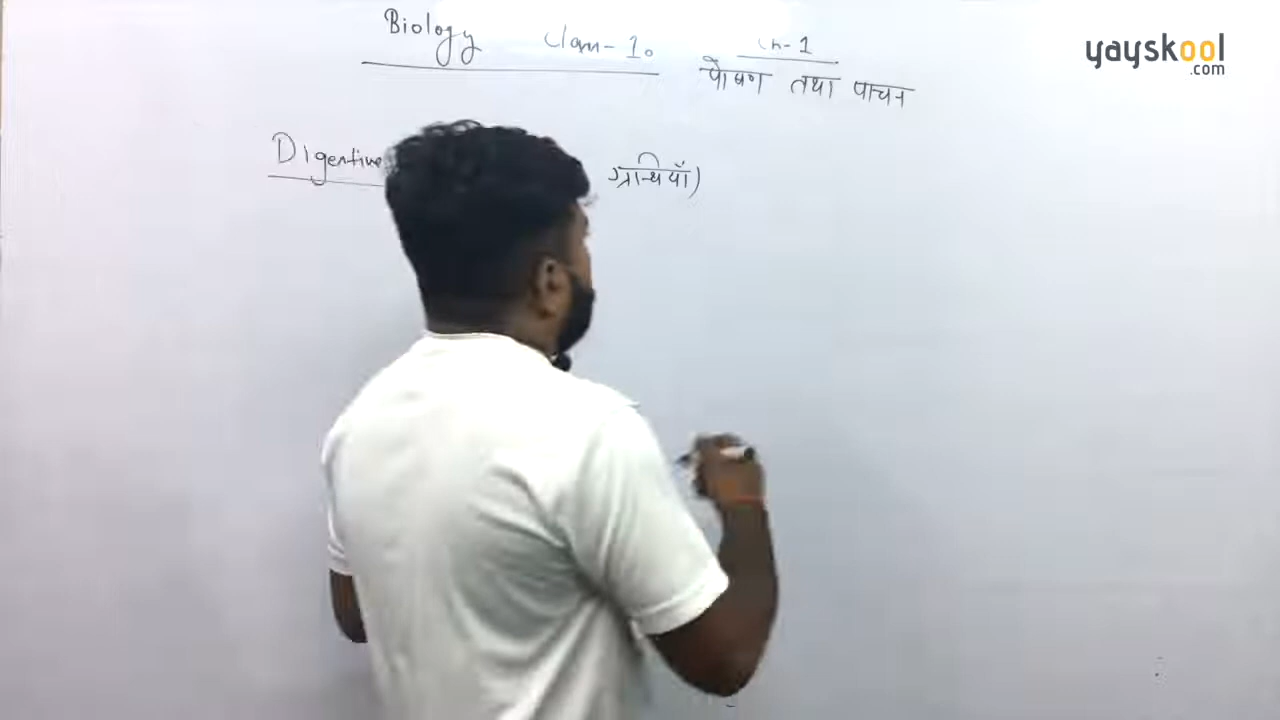 Biology Class-10 Ch-1
पोषण तथा पाचन
Digestive ग्रन्थियाँ)
yayskool
.com